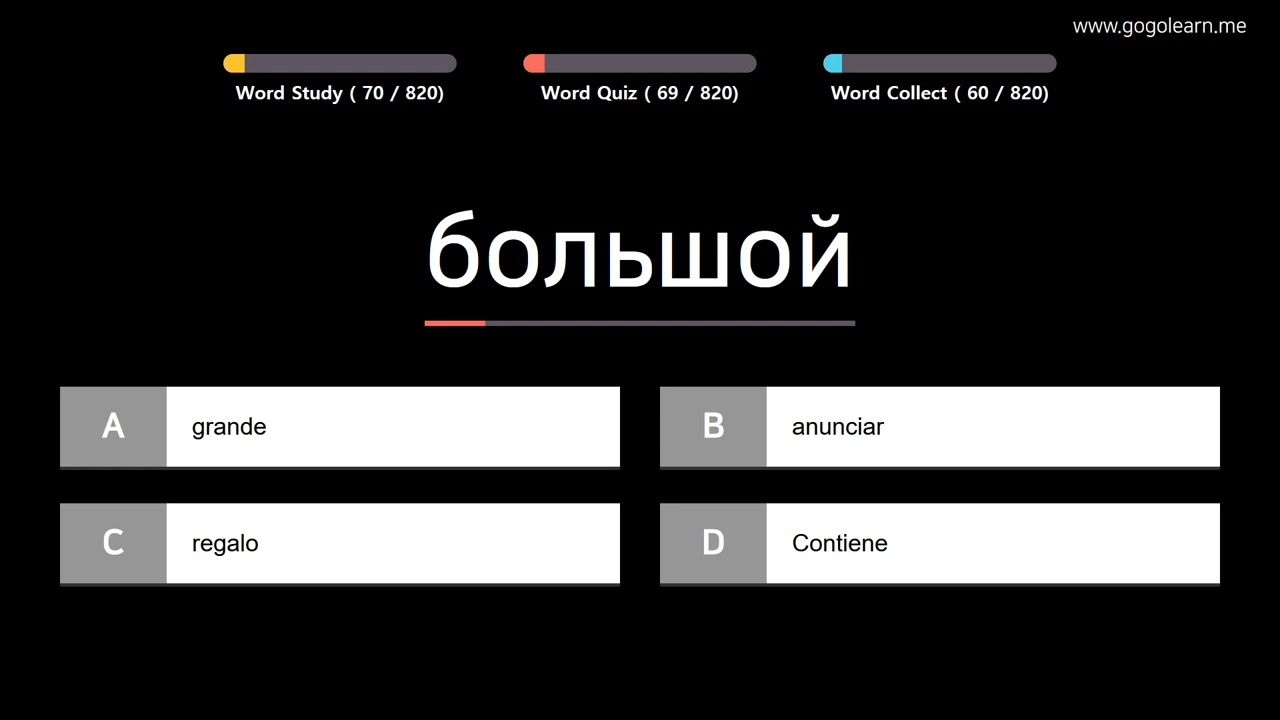 www.gogolearn.me
Word Study ( 70 / 820)
Word Quiz ( 69 / 820)
Word Collect ( 60 / 820)
большой
A grande
B anunciar
C regalo
D Contiene